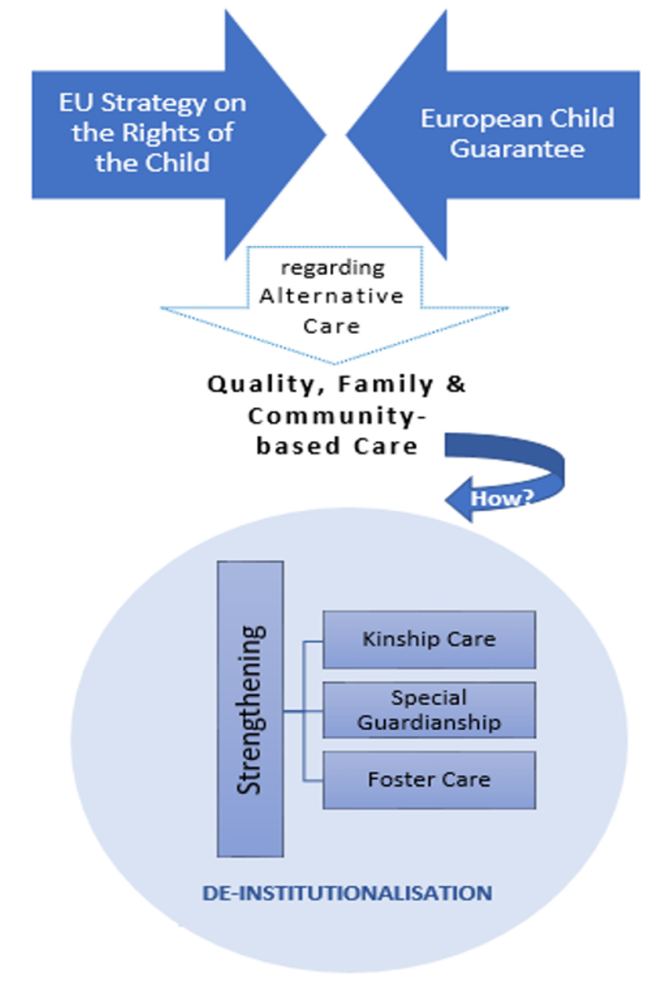 EU Strategy on
the Rights of
the Child
European Child
Guarantee
regarding
Alternative
Care
Quality, Family &
Community-
based Care
How?
Strengthening
Kinship Care
Special
Guardianship
Foster Care
DE-INSTITUTIONALISATION